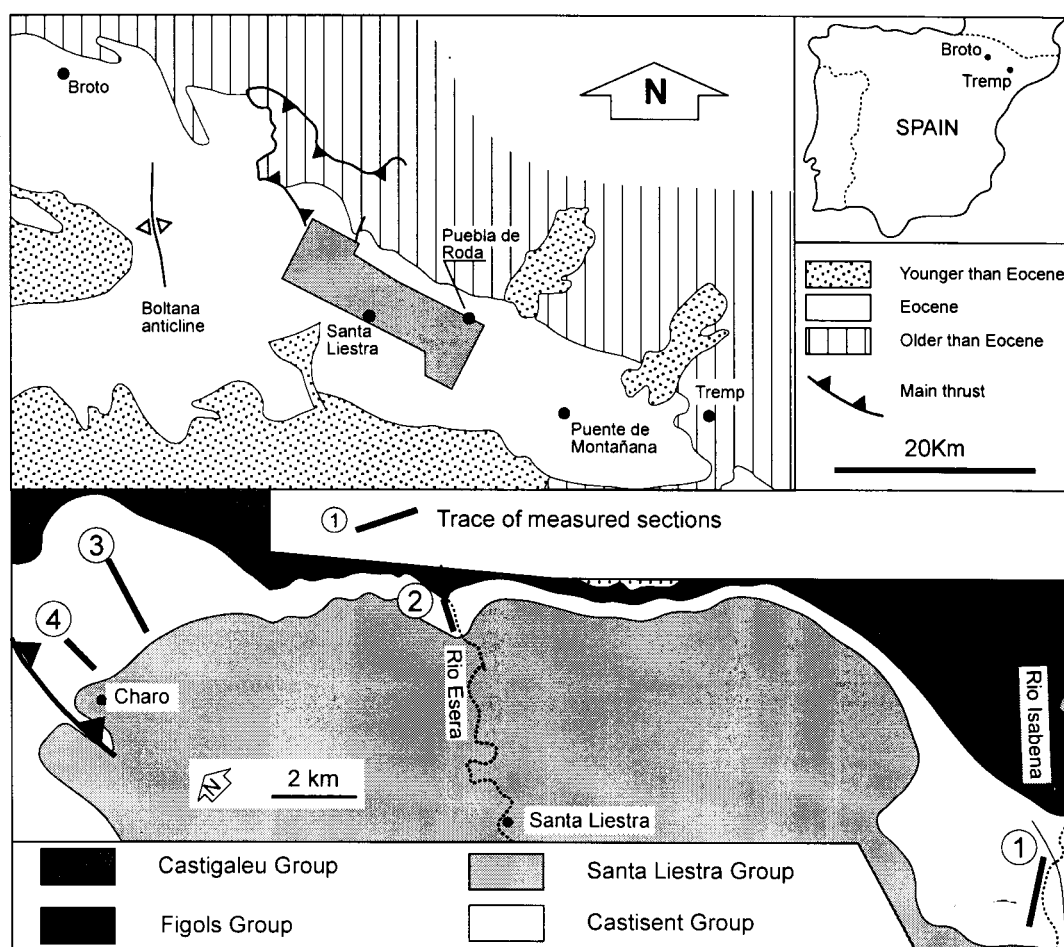 Broto
N
Broto
Tremp
SPAIN
Puebla de
Roda
Boltana
anticline
Santa
Liestra
Tremp
Puente de
Montañana
Younger than Eocene
Eocene
Older than Eocene
Main thrust
20Km
1 Trace of measured sections
3
4
2
Charo
Rio Esera
Rio Isabena
N
2 km
Santa Liestra
1
Castigaleu Group
Santa Liestra Group
Figols Group
Castisent Group